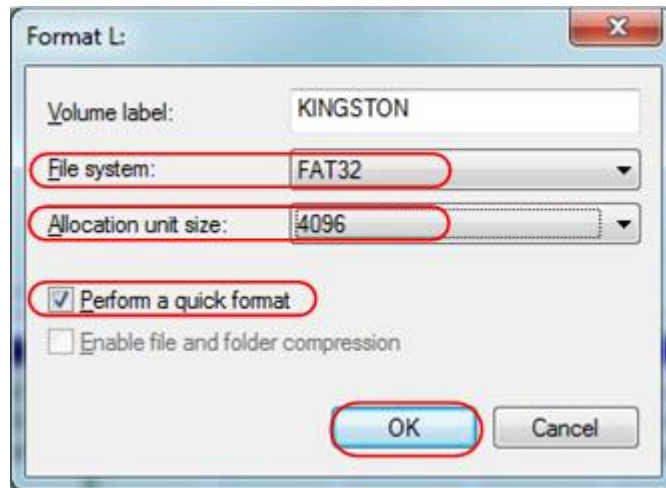 Format L:
Volume label: KINGSTON
File system: FAT32
Allocation unit size: 4096
Perform a quick format
Enable file and folder compression
OK Cancel